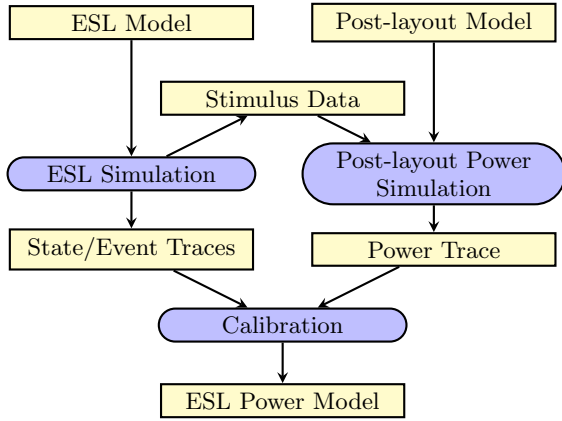 ESL Model
Post-layout Model
Stimulus Data
ESL Simulation
Post-layout Power
Simulation
State/Event Traces
Power Trace
Calibration
ESL Power Model